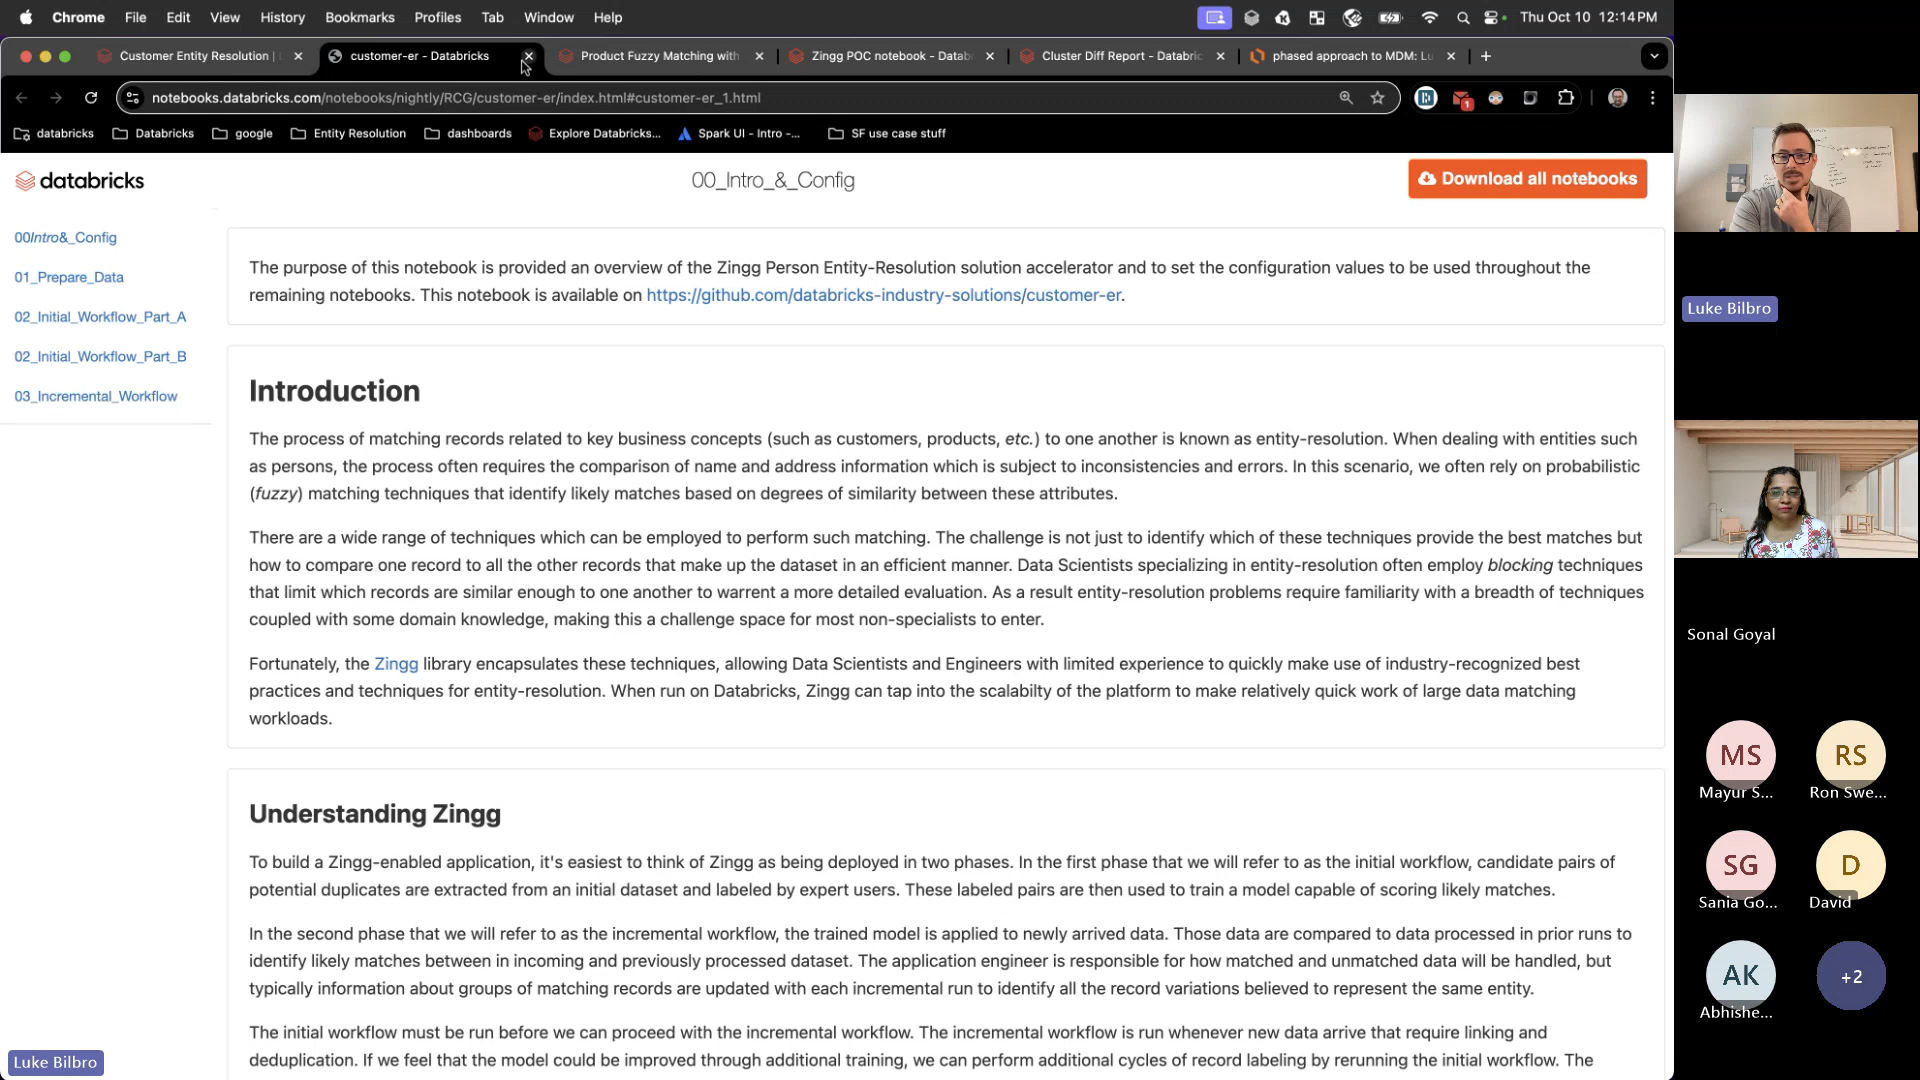 Chrome File Edit View History Bookmarks Profiles Tab Window Help
Thu Oct 10 12:14 PM
Customer Entity Resolution |
customer-er - Databricks
Product Fuzzy Matching with
Zingg POC notebook - Datab
Cluster Diff Report - Databric
phased approach to MDM: Lu
notebooks.databricks.com/notebooks/nightly/RCG/customer-er/index.html#customer-er_1.html
1
databricks Databricks google Entity Resolution dashboards Explore Databricks... Spark UI - Intro -... SF use case stuff
databricks
00_Intro_&_Config
Download all notebooks
00Intro&_Config
01_Prepare_Data
02_Initial_Workflow_Part_A
02_Initial_Workflow_Part_B
03_Incremental_Workflow
The purpose of this notebook is provided an overview of the Zingg Person Entity-Resolution solution accelerator and to set the configuration values to be used throughout the
remaining notebooks. This notebook is available on https://github.com/databricks-industry-solutions/customer-er.
Introduction
The process of matching records related to key business concepts (such as customers, products, etc.) to one another is known as entity-resolution. When dealing with entities such
as persons, the process often requires the comparison of name and address information which is subject to inconsistencies and errors. In this scenario, we often rely on probabilistic
(fuzzy) matching techniques that identify likely matches based on degrees of similarity between these attributes.
There are a wide range of techniques which can be employed to perform such matching. The challenge is not just to identify which of these techniques provide the best matches but
how to compare one record to all the other records that make up the dataset in an efficient manner. Data Scientists specializing in entity-resolution often employ blocking techniques
that limit which records are similar enough to one another to warrent a more detailed evaluation. As a result entity-resolution problems require familiarity with a breadth of techniques
coupled with some domain knowledge, making this a challenge space for most non-specialists to enter.
Fortunately, the Zingg library encapsulates these techniques, allowing Data Scientists and Engineers with limited experience to quickly make use of industry-recognized best
practices and techniques for entity-resolution. When run on Databricks, Zingg can tap into the scalabilty of the platform to make relatively quick work of large data matching
workloads.
Understanding Zingg
To build a Zingg-enabled application, it's easiest to think of Zingg as being deployed in two phases. In the first phase that we will refer to as the initial workflow, candidate pairs of
potential duplicates are extracted from an initial dataset and labeled by expert users. These labeled pairs are then used to train a model capable of scoring likely matches.
In the second phase that we will refer to as the incremental workflow, the trained model is applied to newly arrived data. Those data are compared to data processed in prior runs to
identify likely matches between in incoming and previously processed dataset. The application engineer is responsible for how matched and unmatched data will be handled, but
typically information about groups of matching records are updated with each incremental run to identify all the record variations believed to represent the same entity.
The initial workflow must be run before we can proceed with the incremental workflow. The incremental workflow is run whenever new data arrive that require linking and
deduplication. If we feel that the model could be improved through additional training, we can perform additional cycles of record labeling by rerunning the initial workflow. The
Luke Bilbro
Luke Bilbro
Sonal Goyal
MS
Mayur S...
RS
Ron Swe...
SG
Sania Go...
D
David
AK
Abhishe...
+2